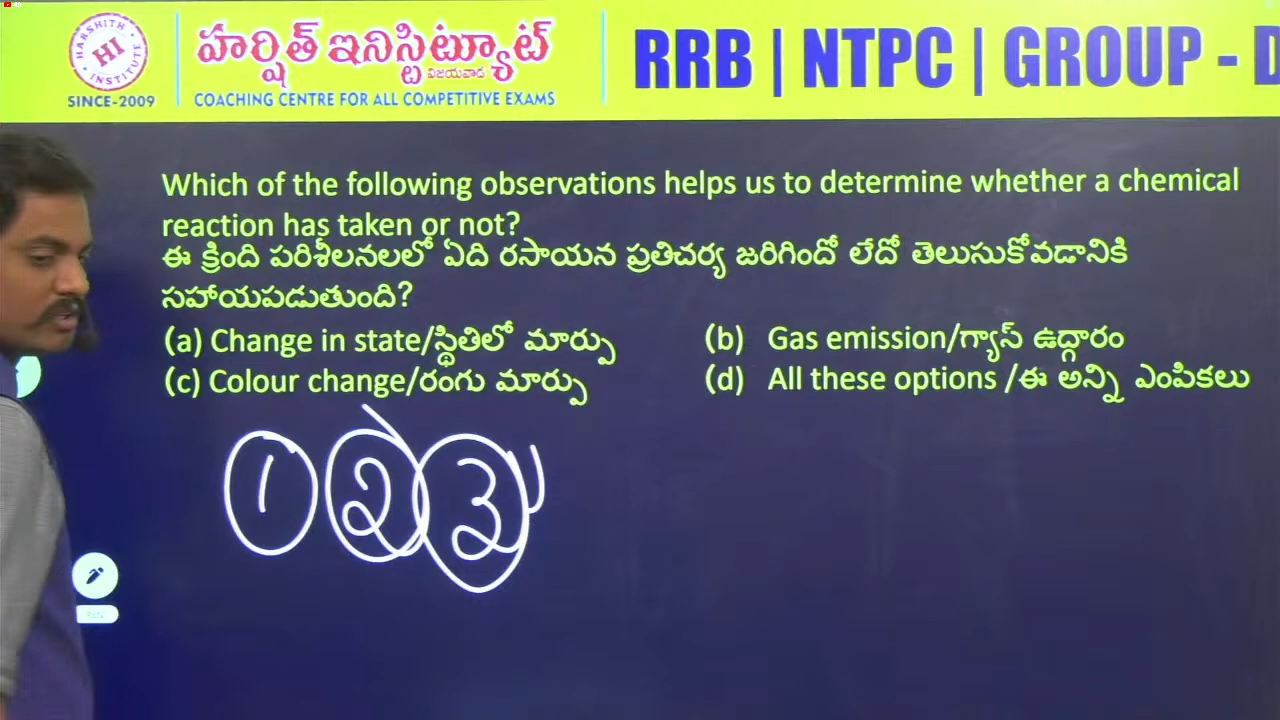 HARSHITH INSTITUTE
HI
SINCE-2009
హర్షిత్ ఇనిస్టిట్యూట్
విజయవాడ
COACHING CENTRE FOR ALL COMPETITIVE EXAMS
RRB | NTPC | GROUP - D
Which of the following observations helps us to determine whether a chemical
reaction has taken or not?
ఈ క్రింది పరిశీలనలలో ఏది రసాయన ప్రతిచర్య జరిగిందో లేదో తెలుసుకోవడానికి
సహాయపడుతుంది?
(a) Change in state/స్థితిలో మార్పు (b) Gas emission/గ్యాస్ ఉద్గారం
(c) Colour change/రంగు మార్పు (d) All these options /ఈ అన్ని ఎంపికలు
1 2 3